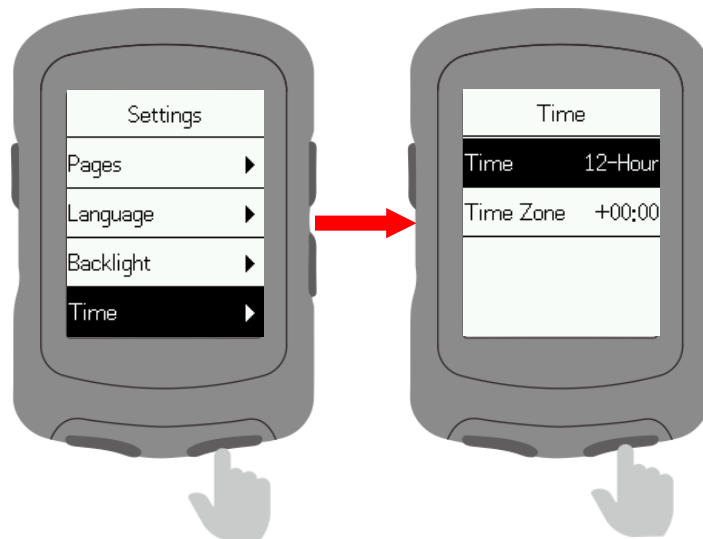 Settings
Pages
Language
Backlight
Time
Time
Time 12-Hour
Time Zone +00:00